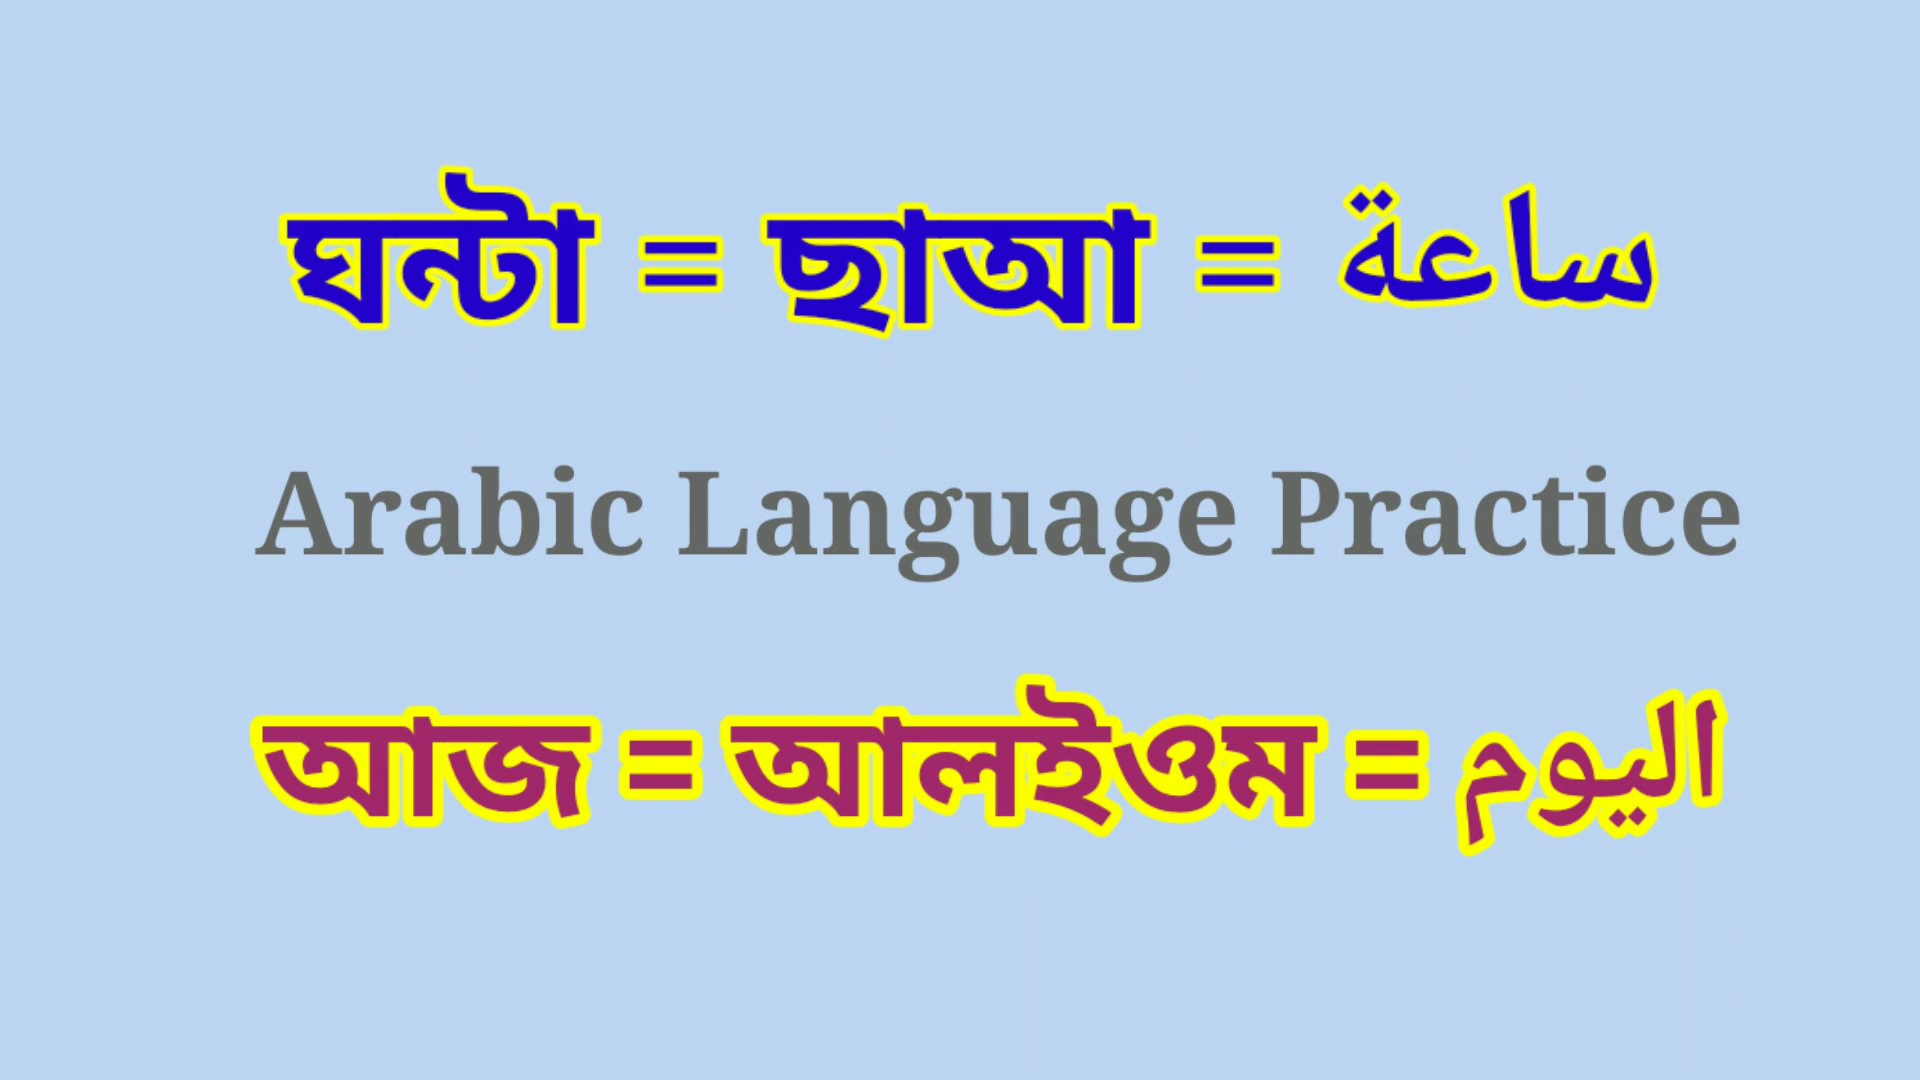 ঘন্টা = ছাআ = ساعة
Arabic Language Practice
আজ = আলইওম = اليوم